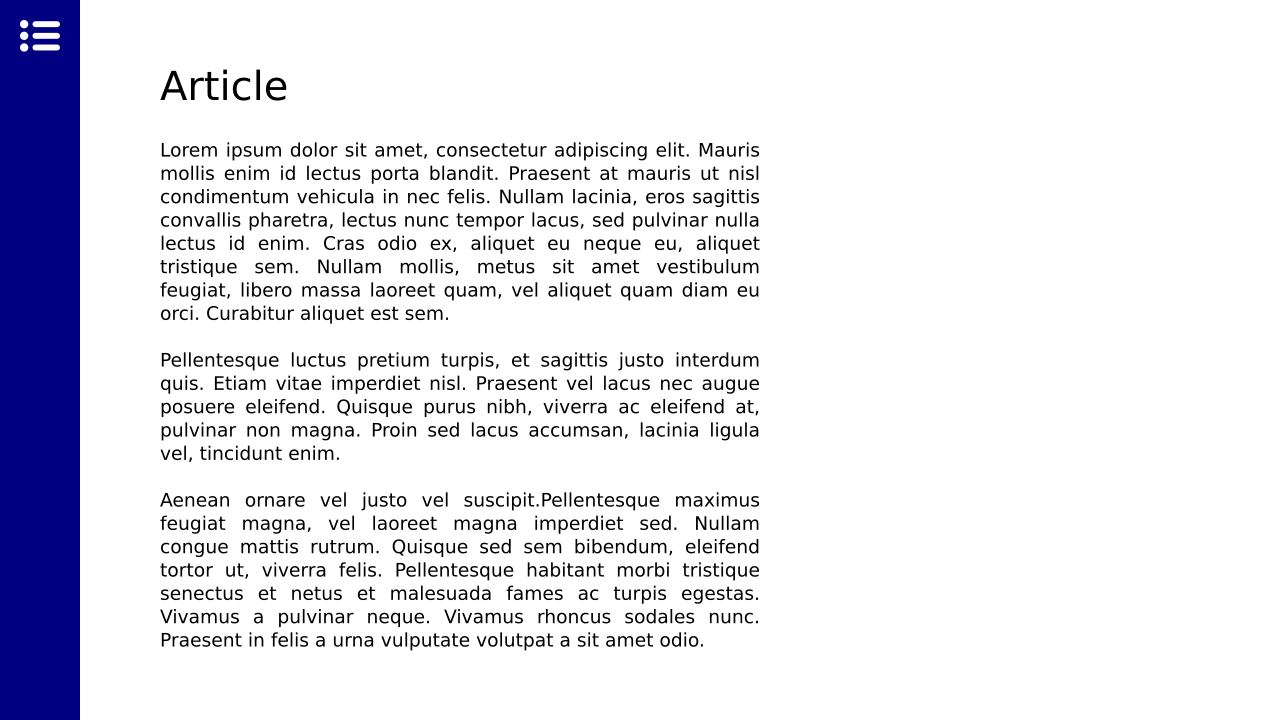 Article
Lorem ipsum dolor sit amet, consectetur adipiscing elit. Mauris
mollis enim id lectus porta blandit. Praesent at mauris ut nisl
condimentum vehicula in nec felis. Nullam lacinia, eros sagittis
convallis pharetra, lectus nunc tempor lacus, sed pulvinar nulla
lectus id enim. Cras odio ex, aliquet eu neque eu, aliquet
tristique sem. Nullam mollis, metus sit amet vestibulum
feugiat, libero massa laoreet quam, vel aliquet quam diam eu
orci. Curabitur aliquet est sem.
Pellentesque luctus pretium turpis, et sagittis justo interdum
quis. Etiam vitae imperdiet nisl. Praesent vel lacus nec augue
posuere eleifend. Quisque purus nibh, viverra ac eleifend at,
pulvinar non magna. Proin sed lacus accumsan, lacinia ligula
vel, tincidunt enim.
Aenean ornare vel justo vel suscipit.Pellentesque maximus
feugiat magna, vel laoreet magna imperdiet sed. Nullam
congue mattis rutrum. Quisque sed sem bibendum, eleifend
tortor ut, viverra felis. Pellentesque habitant morbi tristique
senectus et netus et malesuada fames ac turpis egestas.
Vivamus a pulvinar neque. Vivamus rhoncus sodales nunc.
Praesent in felis a urna vulputate volutpat a sit amet odio.